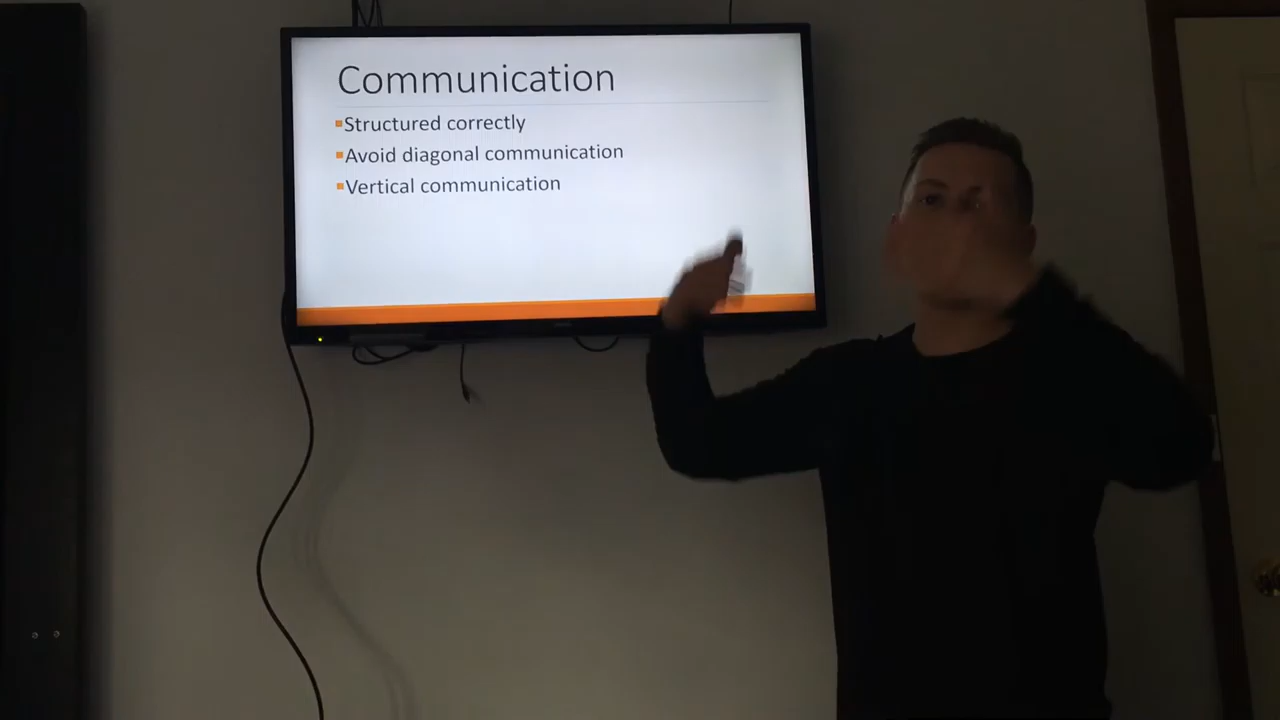 Communication
Structured correctly
Avoid diagonal communication
Vertical communication